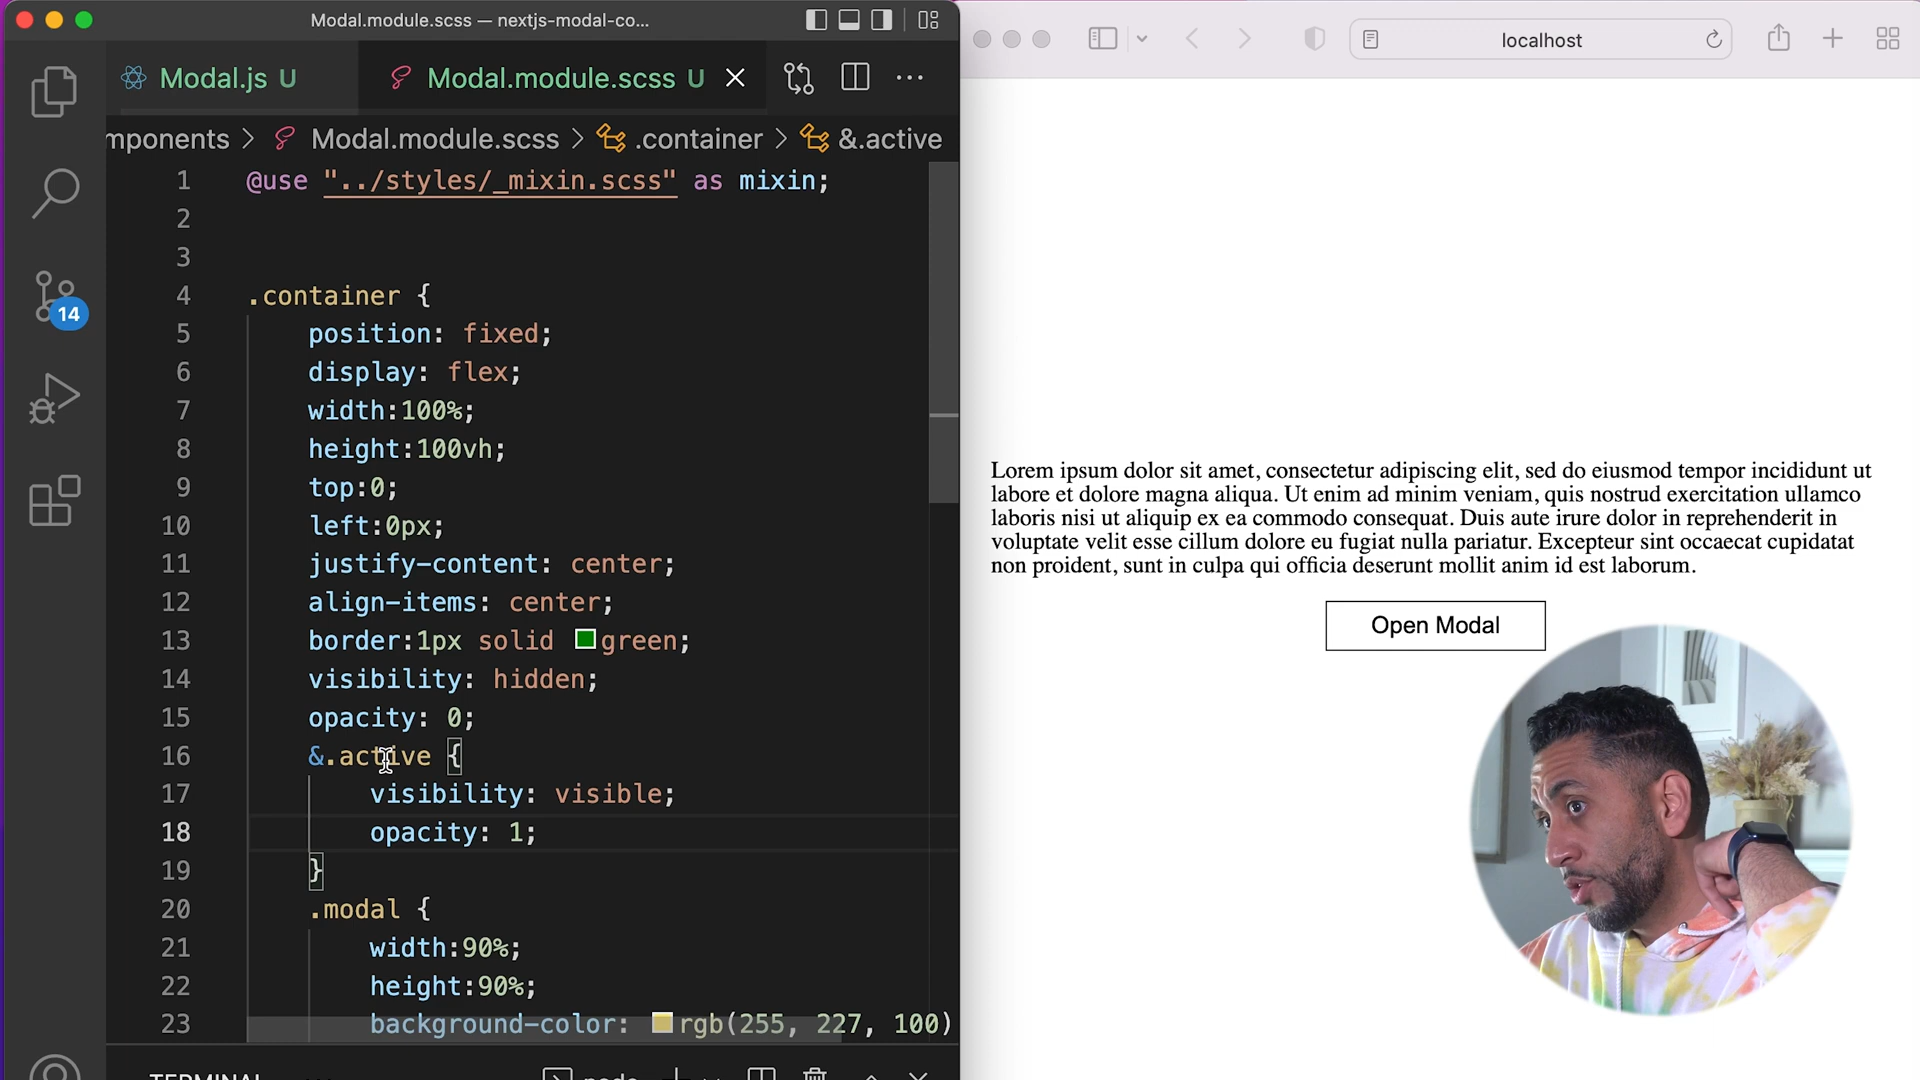 Modal.module.scss — nextjs-modal-co...
Modal.js U
Modal.module.scss U
mponents > Modal.module.scss > .container > &.active
14
1 @use "../styles/_mixin.scss" as mixin;
2
3
4 .container {
5 position: fixed;
6 display: flex;
7 width:100%;
8 height:100vh;
9 top:0;
10 left:0px;
11 justify-content: center;
12 align-items: center;
13 border:1px solid green;
14 visibility: hidden;
15 opacity: 0;
16 &.active {
17 visibility: visible;
18 opacity: 1;
19 }
20 .modal {
21 width:90%;
22 height:90%;
23 background-color: rgb(255, 227, 100)
TERMINAL
node
localhost
Lorem ipsum dolor sit amet, consectetur adipiscing elit, sed do eiusmod tempor incididunt ut
labore et dolore magna aliqua. Ut enim ad minim veniam, quis nostrud exercitation ullamco
laboris nisi ut aliquip ex ea commodo consequat. Duis aute irure dolor in reprehenderit in
voluptate velit esse cillum dolore eu fugiat nulla pariatur. Excepteur sint occaecat cupidatat
non proident, sunt in culpa qui officia deserunt mollit anim id est laborum.
Open Modal